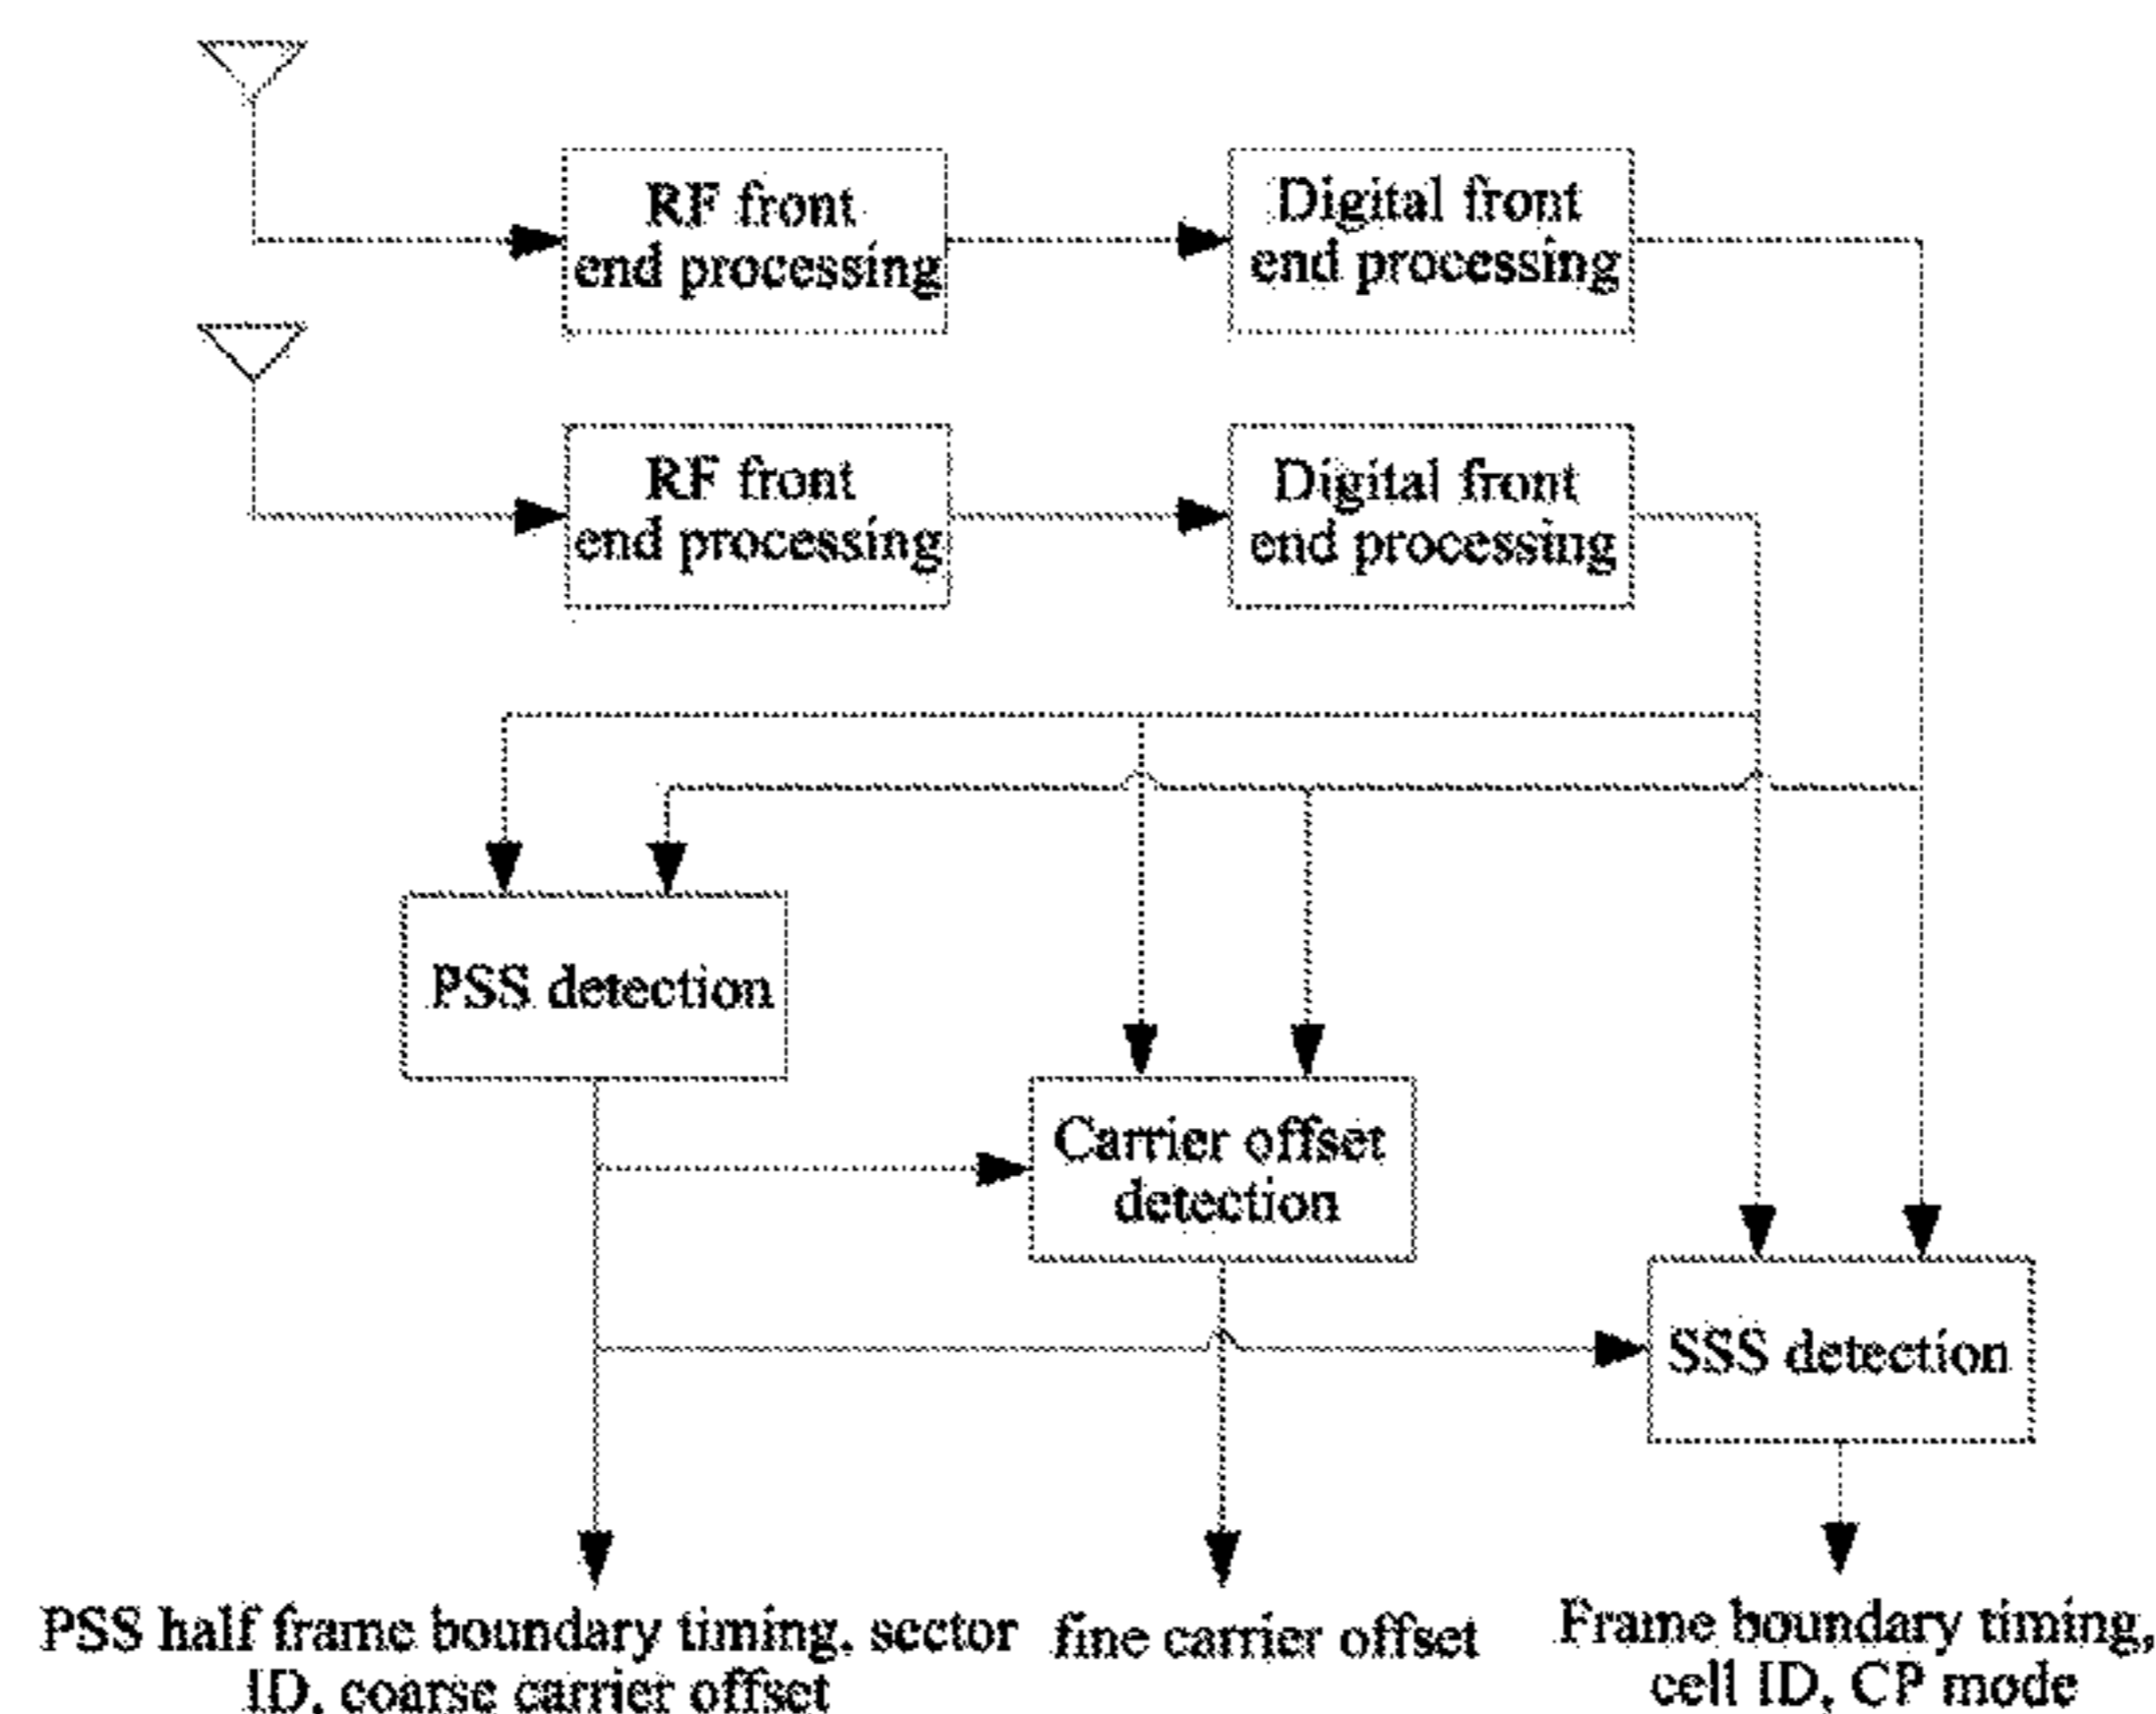 RF front
end processing
Digital front
end processing
RF front
end processing
Digital front
end processing
PSS detection
Carrier offset
detection
SSS detection
PSS half frame boundary timing, sector
ID, coarse carrier offset
fine carrier offset
Frame boundary timing,
cell ID, CP mode